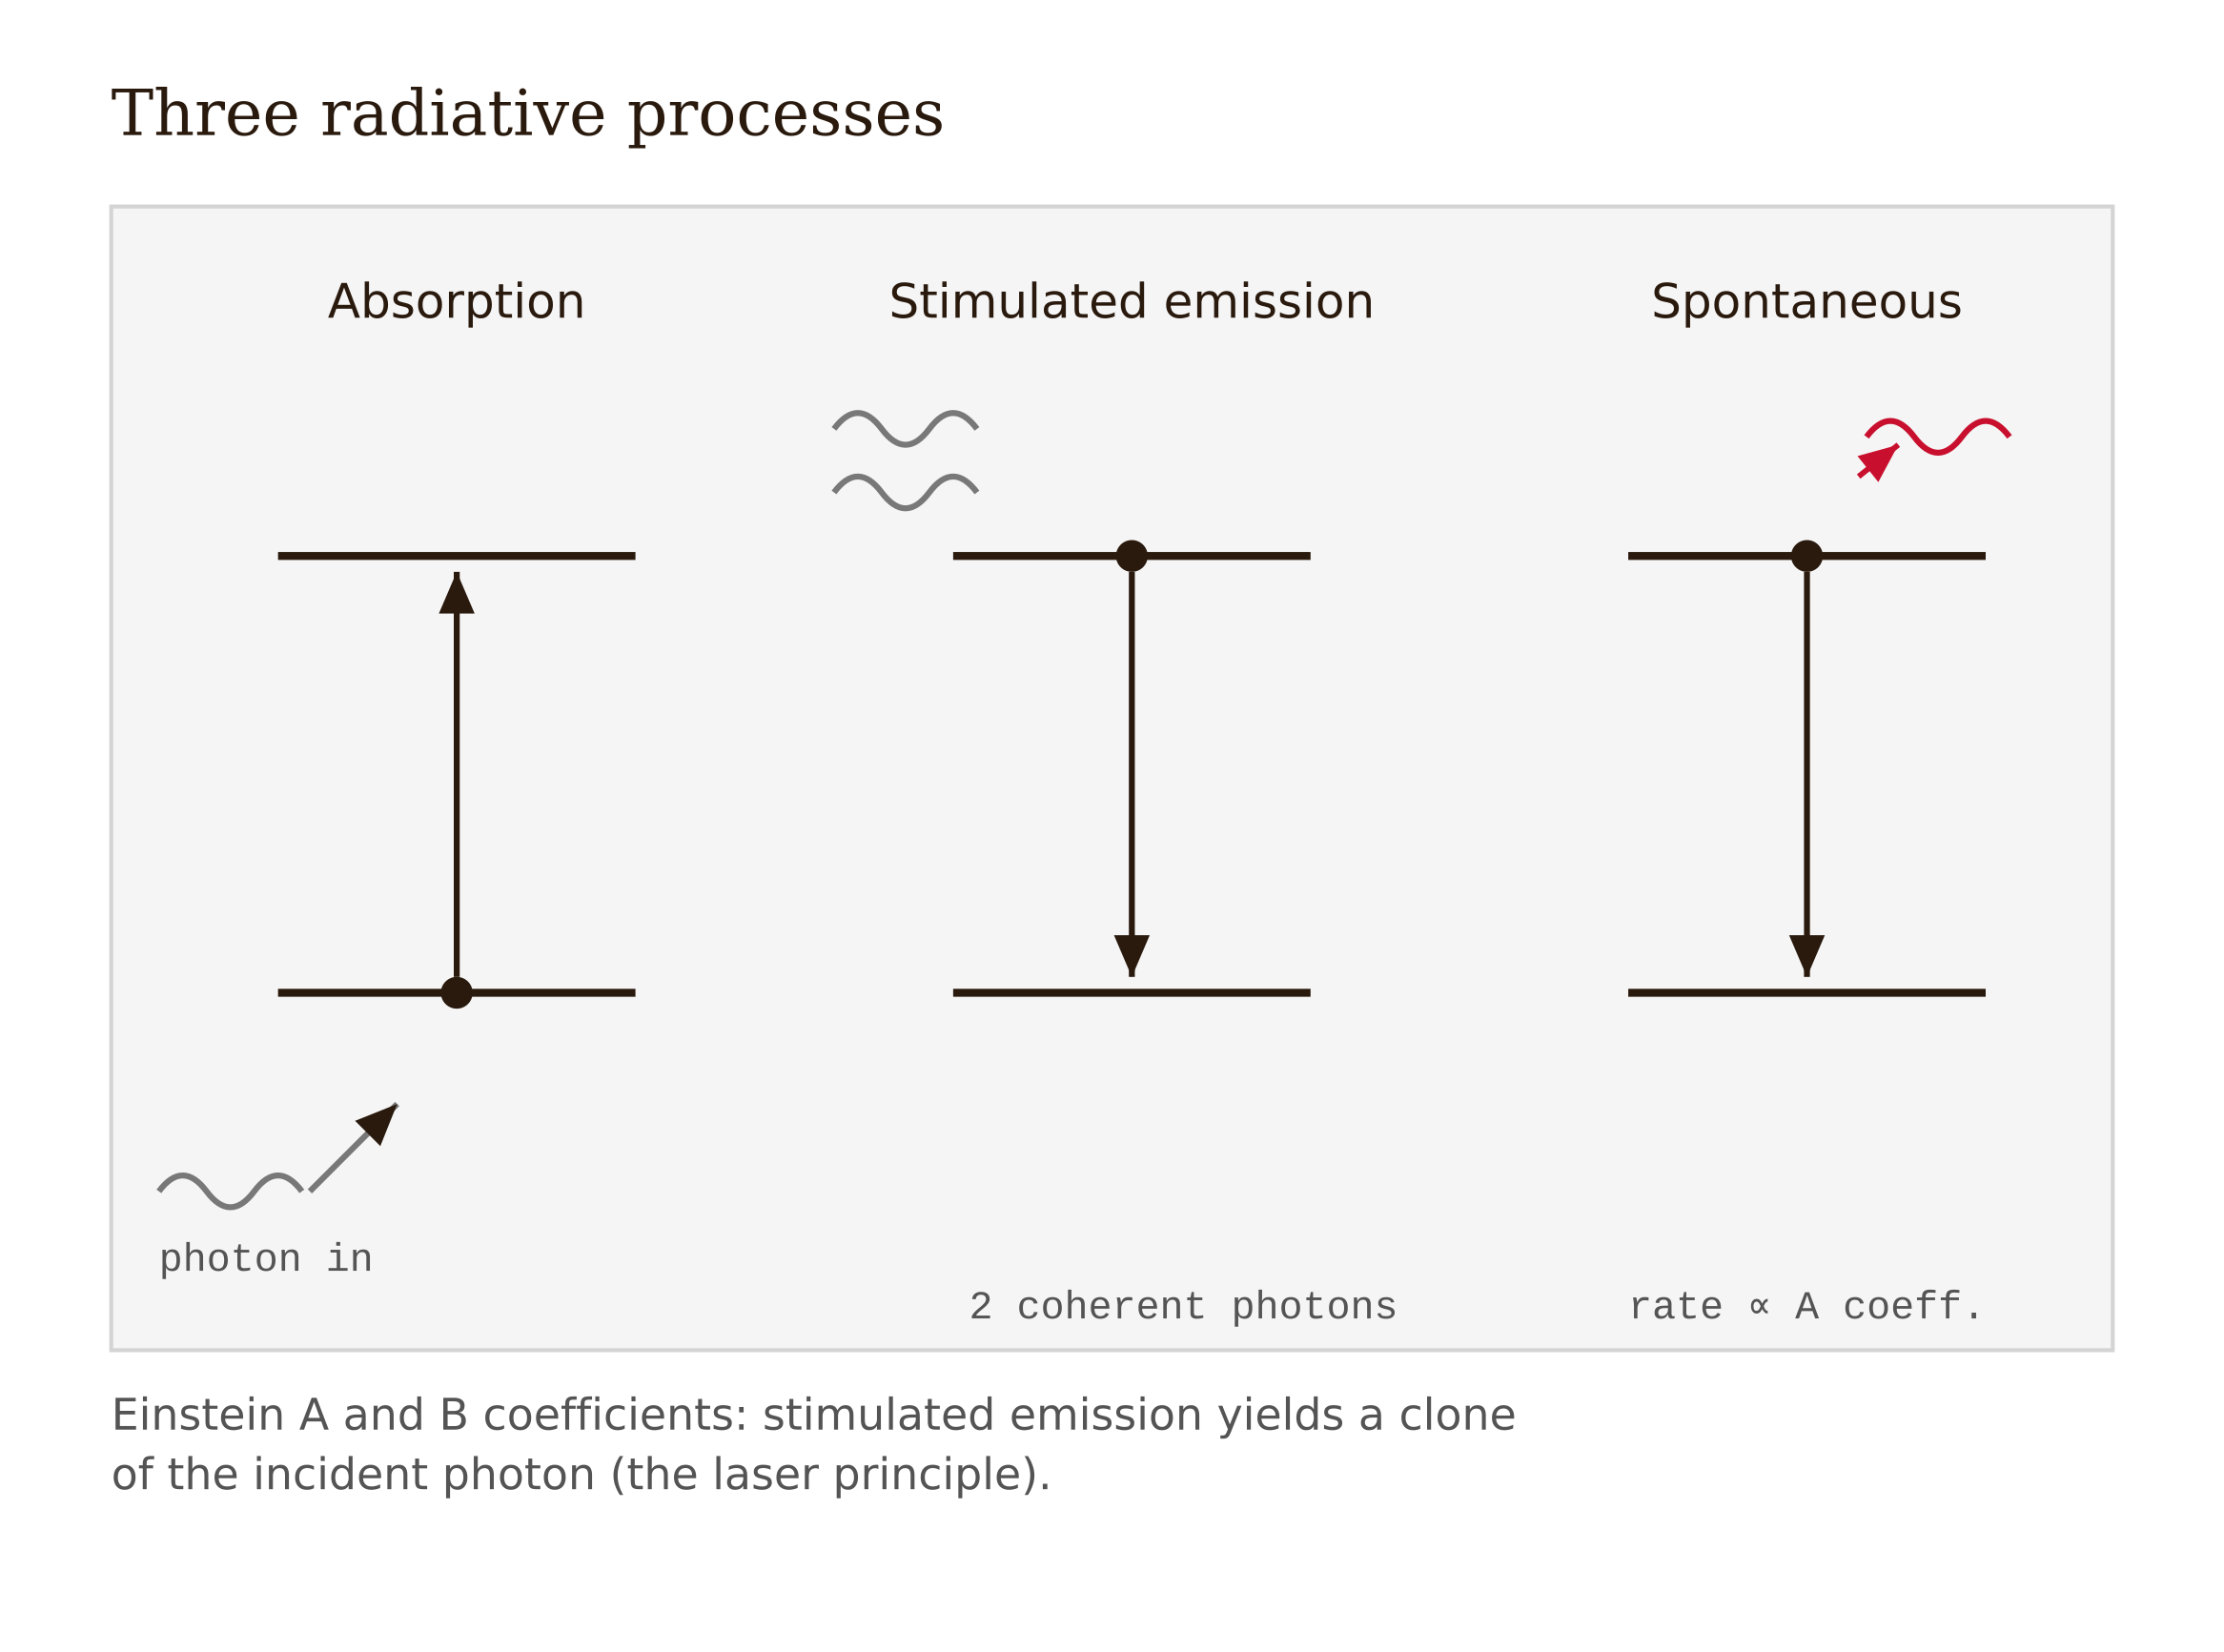 Three radiative processes
Absorption
Stimulated emission
Spontaneous
photon in
2 coherent photons
rate ∝ A coeff.
Einstein A and B coefficients: stimulated emission yields a clone
of the incident photon (the laser principle).